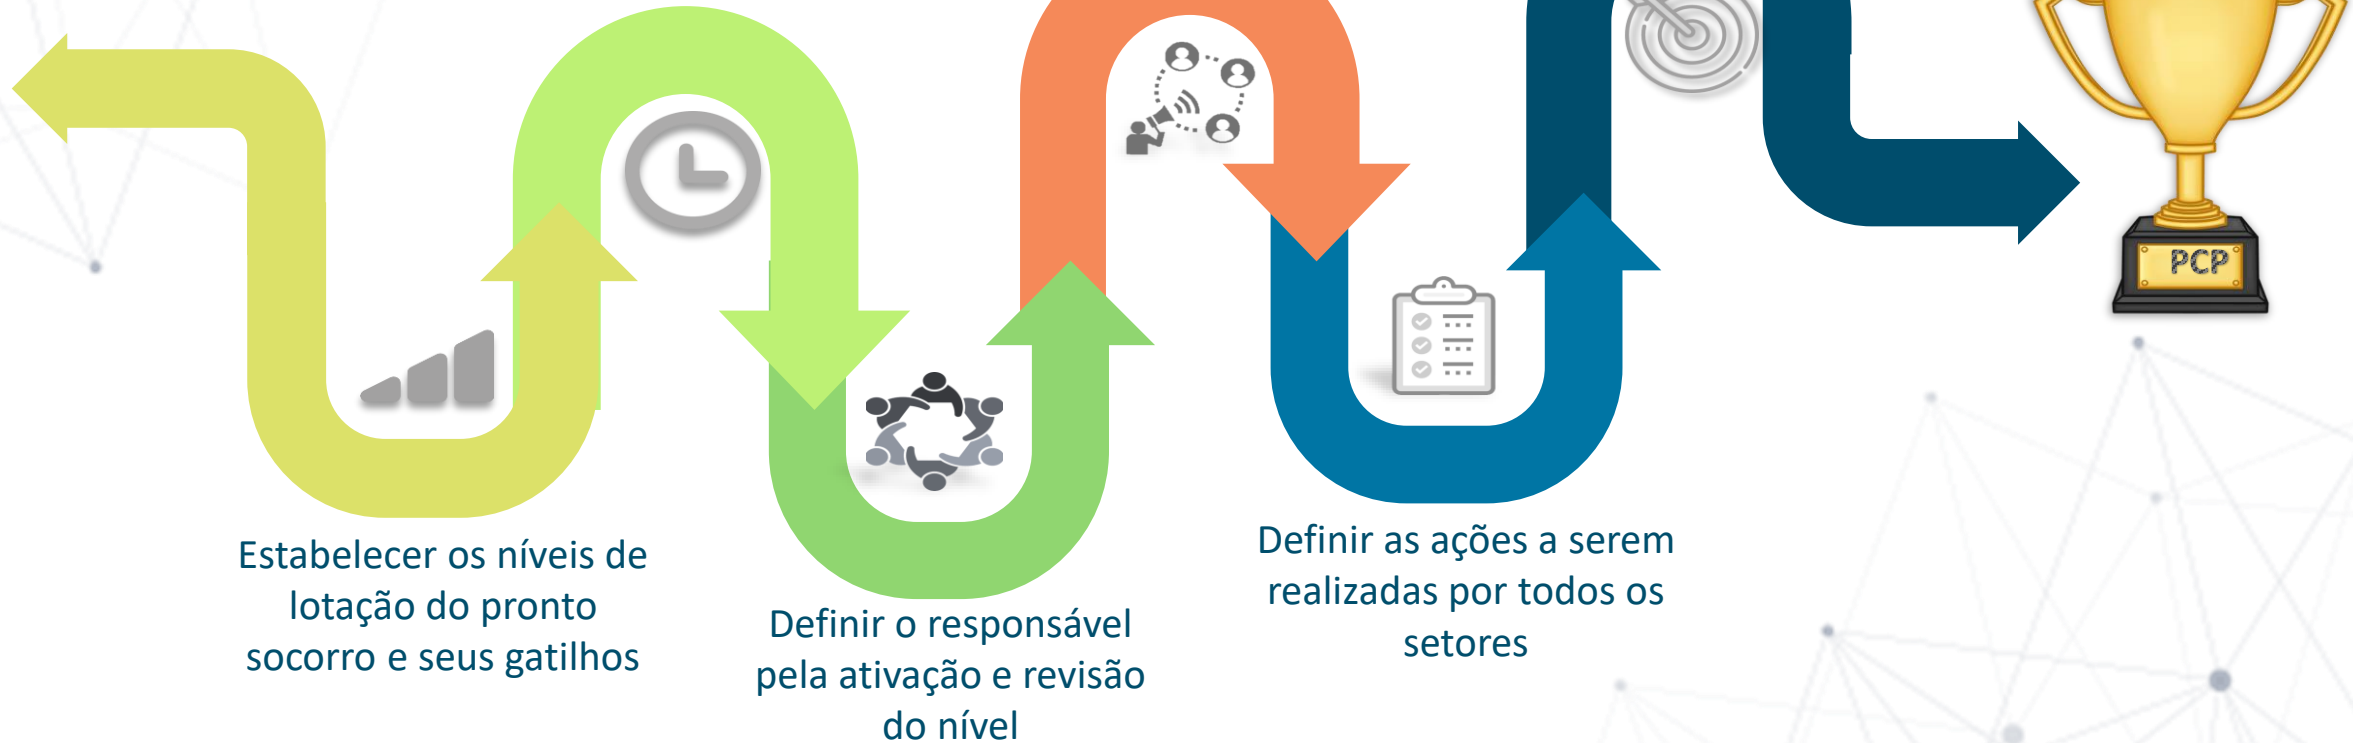 PCP
Estabelecer os níveis de
lotação do pronto
socorro e seus gatilhos
Definir o responsável
pela ativação e revisão
do nível
Definir as ações a serem
realizadas por todos os
setores